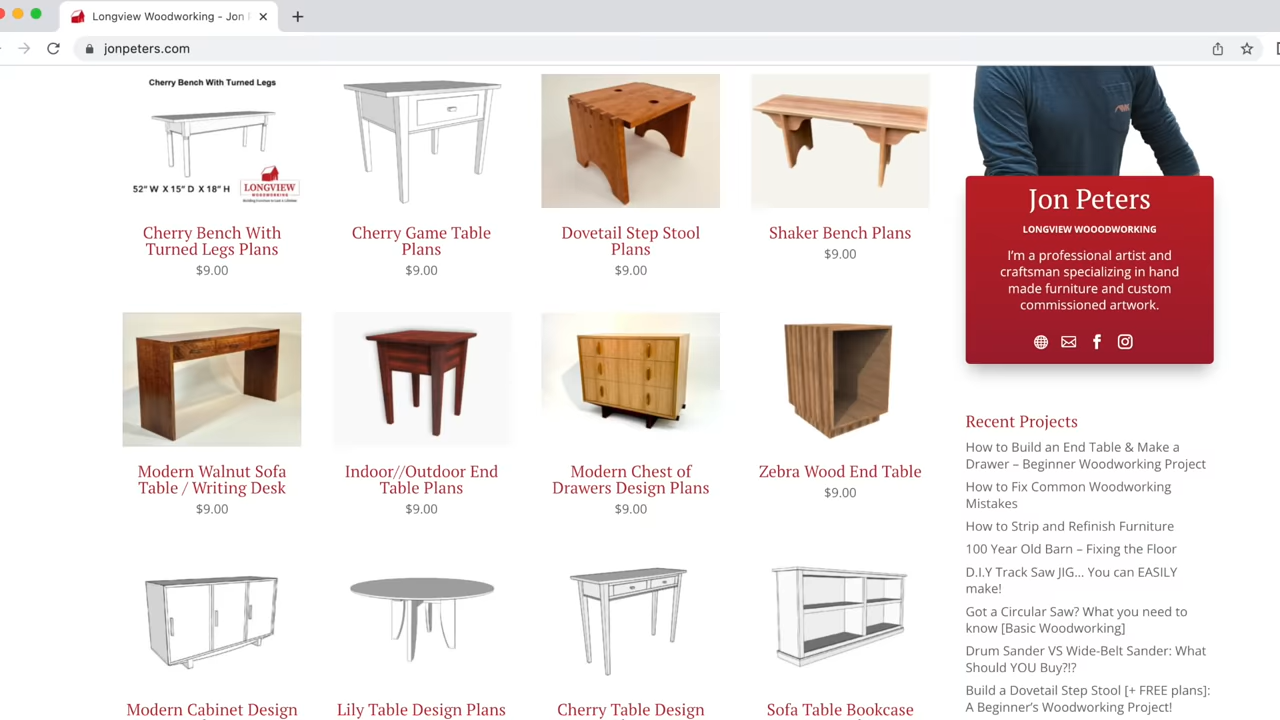 Longview Woodworking - Jon
jonpeters.com
Cherry Bench With Turned Legs
52" W X 15" D X 18" H
LONGVIEW
WOODWORKING
Cherry Bench With
Turned Legs Plans
$9.00
Cherry Game Table
Plans
$9.00
Dovetail Step Stool
Plans
$9.00
Shaker Bench Plans
$9.00
Modern Walnut Sofa
Table / Writing Desk
$9.00
Indoor//Outdoor End
Table Plans
$9.00
Modern Chest of
Drawers Design Plans
$9.00
Zebra Wood End Table
$9.00
Modern Cabinet Design
Lily Table Design Plans
Cherry Table Design
Sofa Table Bookcase
Jon Peters
LONGVIEW WOOODWORKING
I'm a professional artist and
craftsman specializing in hand
made furniture and custom
commissioned artwork.
Recent Projects
How to Build an End Table & Make a
Drawer – Beginner Woodworking Project
How to Fix Common Woodworking
Mistakes
How to Strip and Refinish Furniture
100 Year Old Barn – Fixing the Floor
D.I.Y Track Saw JIG... You can EASILY
make!
Got a Circular Saw? What you need to
know [Basic Woodworking]
Drum Sander VS Wide-Belt Sander: What
Should YOU Buy?!?
Build a Dovetail Step Stool [+ FREE plans]:
A Beginner's Woodworking Project!